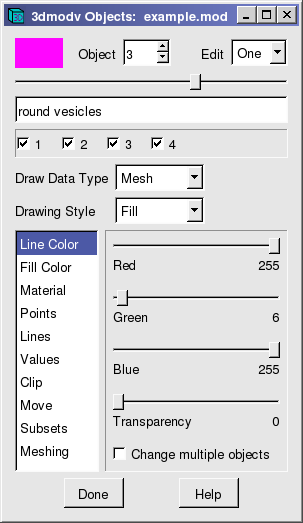 3dmodv Objects: example.mod
Object 3 Edit One
round vesicles
1 2 3 4
Draw Data Type Mesh
Drawing Style Fill
Line Color
Fill Color
Material
Points
Lines
Values
Clip
Move
Subsets
Meshing
Red 255
Green 6
Blue 255
Transparency 0
Change multiple objects
Done Help